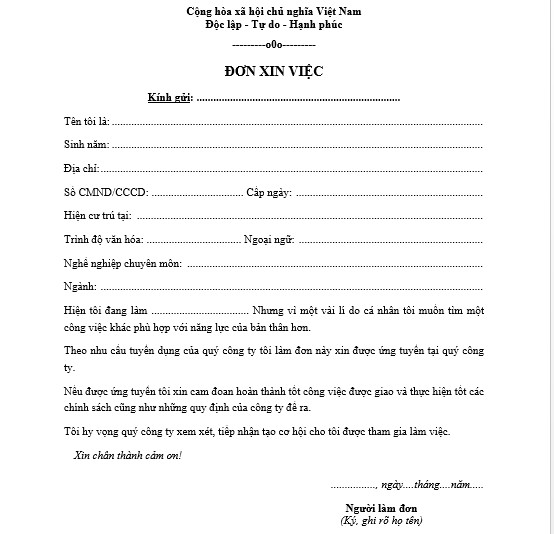 Cộng hòa xã hội chủ nghĩa Việt Nam
Độc lập - Tự do - Hạnh phúc
---------o0o---------
ĐƠN XIN VIỆC
Kính gửi: ..........................................................................
Tên tôi là: ........................................................................................................................................
Sinh năm: ........................................................................................................................................
Địa chỉ:............................................................................................................................................
Số CMND/CCCD: .................................. Cấp ngày: .....................................................................
Hiện cư trú tại: ................................................................................................................................
Trình độ văn hóa: ................................... Ngoại ngữ: ....................................................................
Nghề nghiệp chuyên môn: .............................................................................................................
Ngành: .............................................................................................................................................
Hiện tôi đang làm .................................... Nhưng vì một vài lí do cá nhân tôi muốn tìm một
công việc khác phù hợp với năng lực của bản thân hơn.
Theo nhu cầu tuyển dụng của quý công ty tôi làm đơn này xin được ứng tuyển tại quý công
ty.
Nếu được ứng tuyển tôi xin cam đoan hoàn thành tốt công việc được giao và thực hiện tốt các
chính sách cũng như những quy định của công ty đề ra.
Tôi hy vọng quý công ty xem xét, tiếp nhận tạo cơ hội cho tôi được tham gia làm việc.
Xin chân thành cảm ơn!
................, ngày....tháng....năm.....
Người làm đơn
(Ký, ghi rõ họ tên)